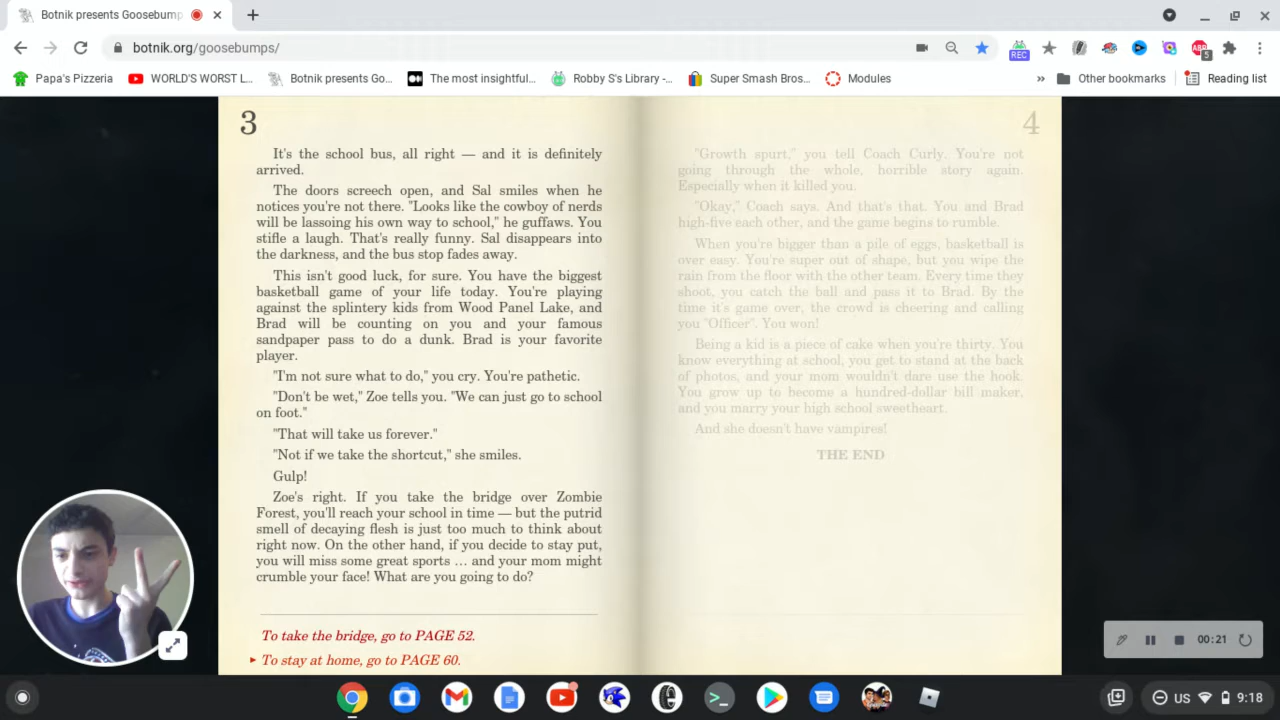 Botnik presents Goosebump
botnik.org/goosebumps/
REC
ABP
5
Papa's Pizzeria
WORLD'S WORST L...
Botnik presents Go...
The most insightful...
Robby S's Library -...
Super Smash Bros...
Modules
»
Other bookmarks
Reading list
3
It's the school bus, all right — and it is definitely
arrived.
The doors screech open, and Sal smiles when he
notices you're not there. "Looks like the cowboy of nerds
will be lassoing his own way to school," he guffaws. You
stifle a laugh. That's really funny. Sal disappears into
the darkness, and the bus stop fades away.
This isn't good luck, for sure. You have the biggest
basketball game of your life today. You're playing
against the splintery kids from Wood Panel Lake, and
Brad will be counting on you and your famous
sandpaper pass to do a dunk. Brad is your favorite
player.
"I'm not sure what to do," you cry. You're pathetic.
"Don't be wet," Zoe tells you. "We can just go to school
on foot."
"That will take us forever."
"Not if we take the shortcut," she smiles.
Gulp!
Zoe's right. If you take the bridge over Zombie
Forest, you'll reach your school in time — but the putrid
smell of decaying flesh is just too much to think about
right now. On the other hand, if you decide to stay put,
you will miss some great sports ... and your mom might
crumble your face! What are you going to do?
To take the bridge, go to PAGE 52.
To stay at home, go to PAGE 60.
4
"Growth spurt," you tell Coach Curly. You're not
going through the whole, horrible story again.
Especially when it killed you.
"Okay," Coach says. And that's that. You and Brad
high-five each other, and the game begins to rumble.
When you're bigger than a pile of eggs, basketball is
over easy. You're super out of shape, but you wipe the
rain from the floor with the other team. Every time they
shoot, you catch the ball and pass it to Brad. By the
time it's game over, the crowd is cheering and calling
you "Officer". You won!
Being a kid is a piece of cake when you're thirty. You
know everything at school, you get to stand at the back
of photos, and your mom wouldn't dare use the hook.
You grow up to become a hundred-dollar bill maker,
and you marry your high school sweetheart.
And she doesn't have vampires!
THE END
00:21
US
9:18